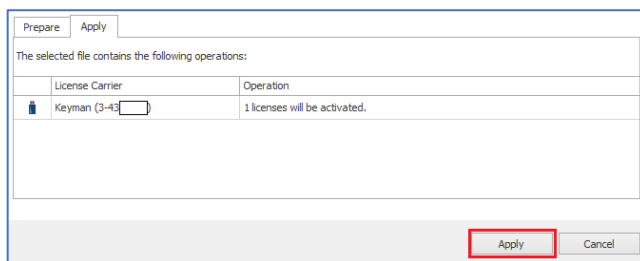 Prepare Apply
The selected file contains the following operations:
License Carrier Operation
Keyman (3-43 ) 1 licenses will be activated.
Apply Cancel